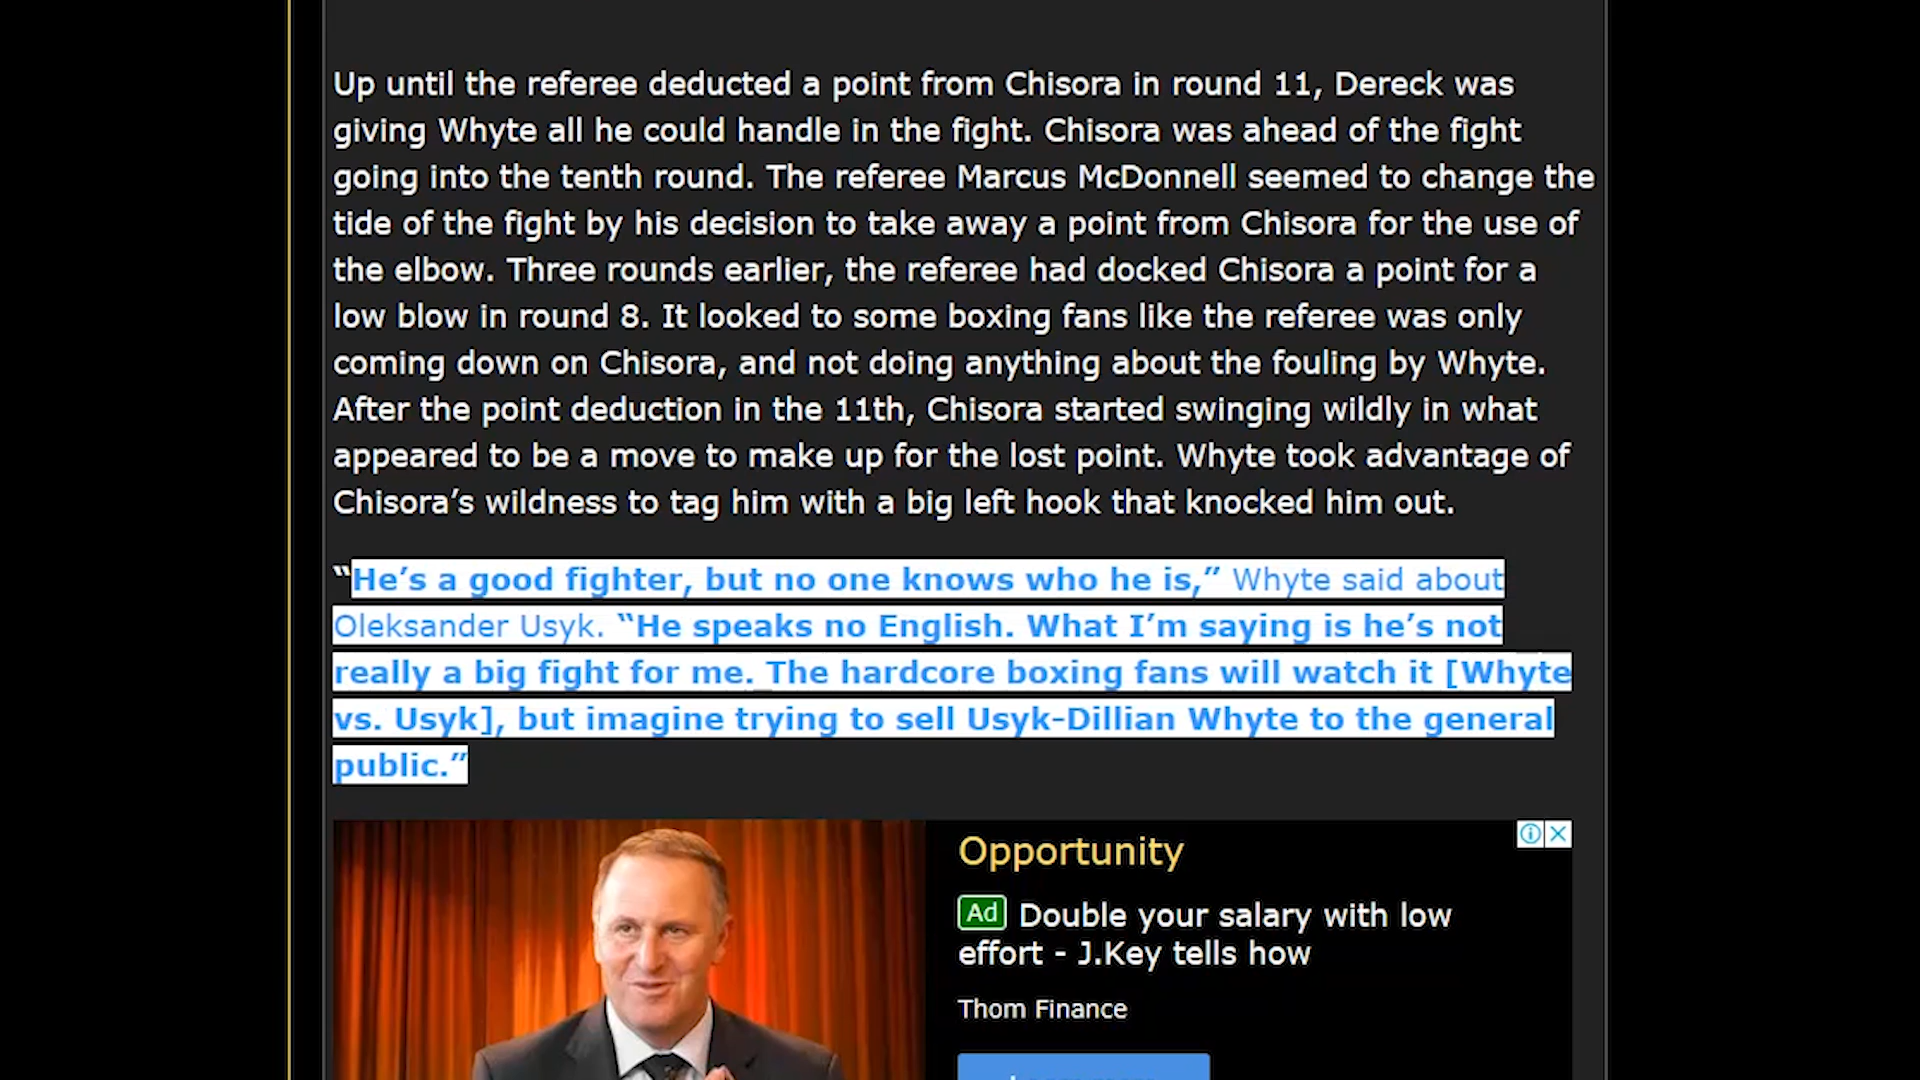 Up until the referee deducted a point from Chisora in round 11, Dereck was
giving Whyte all he could handle in the fight. Chisora was ahead of the fight
going into the tenth round. The referee Marcus McDonnell seemed to change the
tide of the fight by his decision to take away a point from Chisora for the use of
the elbow. Three rounds earlier, the referee had docked Chisora a point for a
low blow in round 8. It looked to some boxing fans like the referee was only
coming down on Chisora, and not doing anything about the fouling by Whyte.
After the point deduction in the 11th, Chisora started swinging wildly in what
appeared to be a move to make up for the lost point. Whyte took advantage of
Chisora’s wildness to tag him with a big left hook that knocked him out.
“He’s a good fighter, but no one knows who he is,” Whyte said about
Oleksander Usyk. “He speaks no English. What I’m saying is he’s not
really a big fight for me. The hardcore boxing fans will watch it [Whyte
vs. Usyk], but imagine trying to sell Usyk-Dillian Whyte to the general
public.”
Opportunity
Ad Double your salary with low
effort - J.Key tells how
Thom Finance